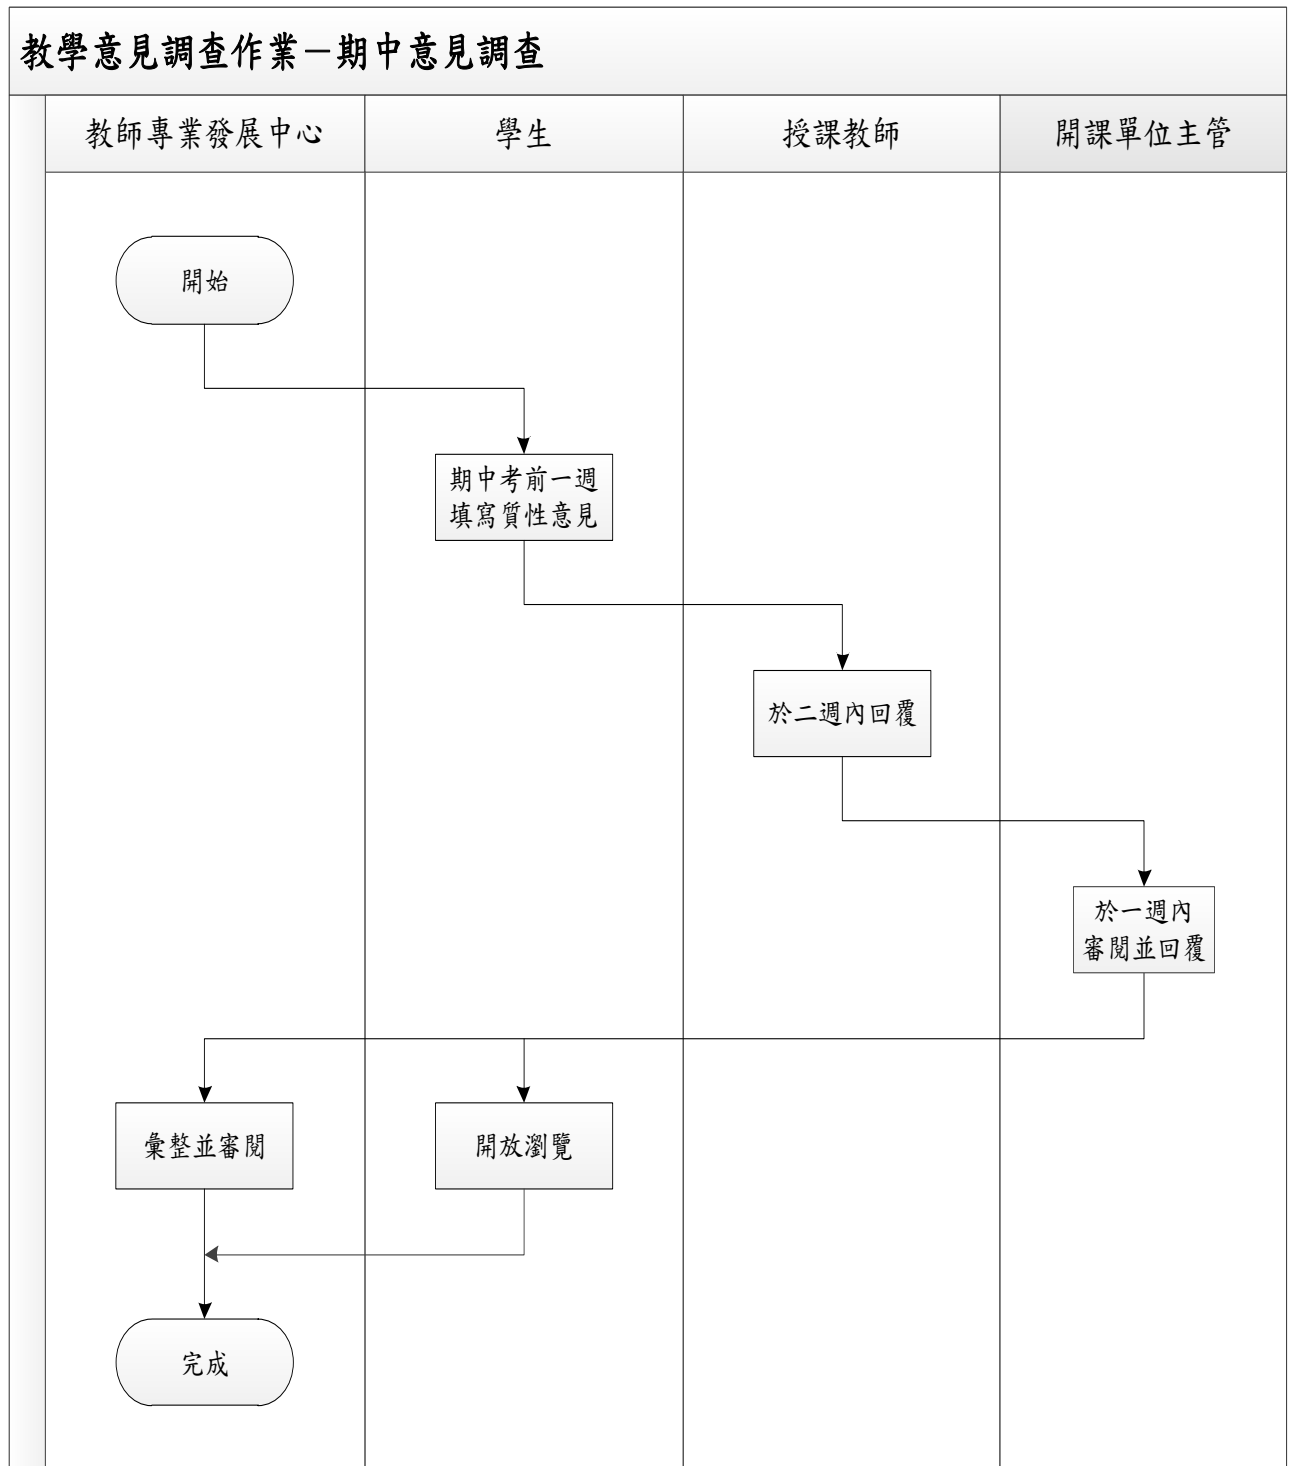 教學意見調查作業－期中意見調查
教師專業發展中心
學生
授課教師
開課單位主管
開始
期中考前一週
填寫質性意見
於二週內回覆
於一週內
審閱並回覆
彙整並審閱
開放瀏覽
完成